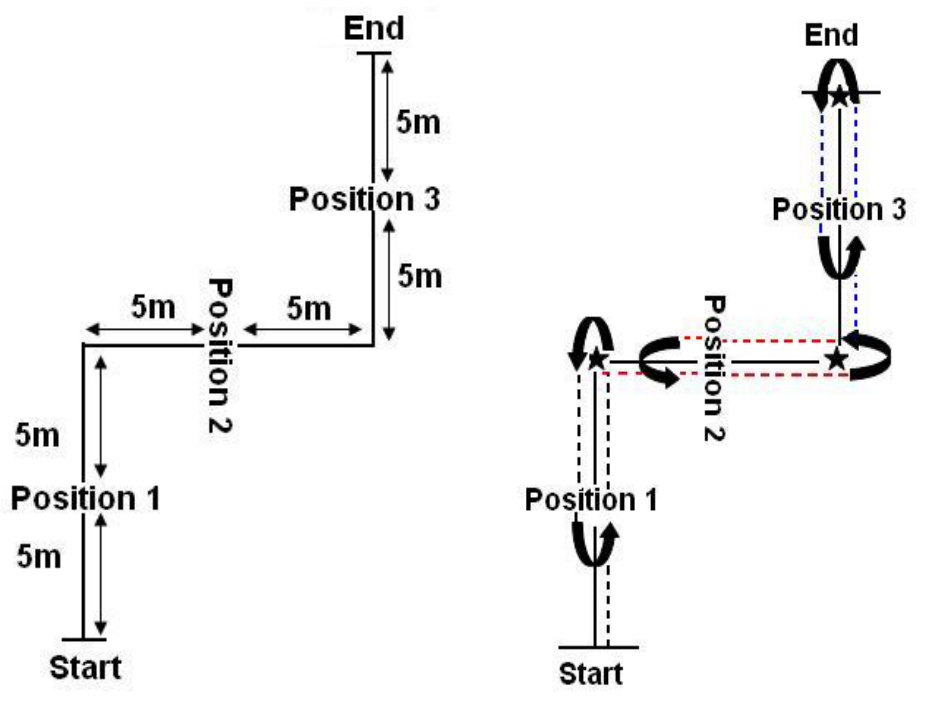 End
5m
Position 3
5m
5m
5m
Position 2
5m
Position 1
5m
Start
End
Position 3
Position 2
Position 1
Start